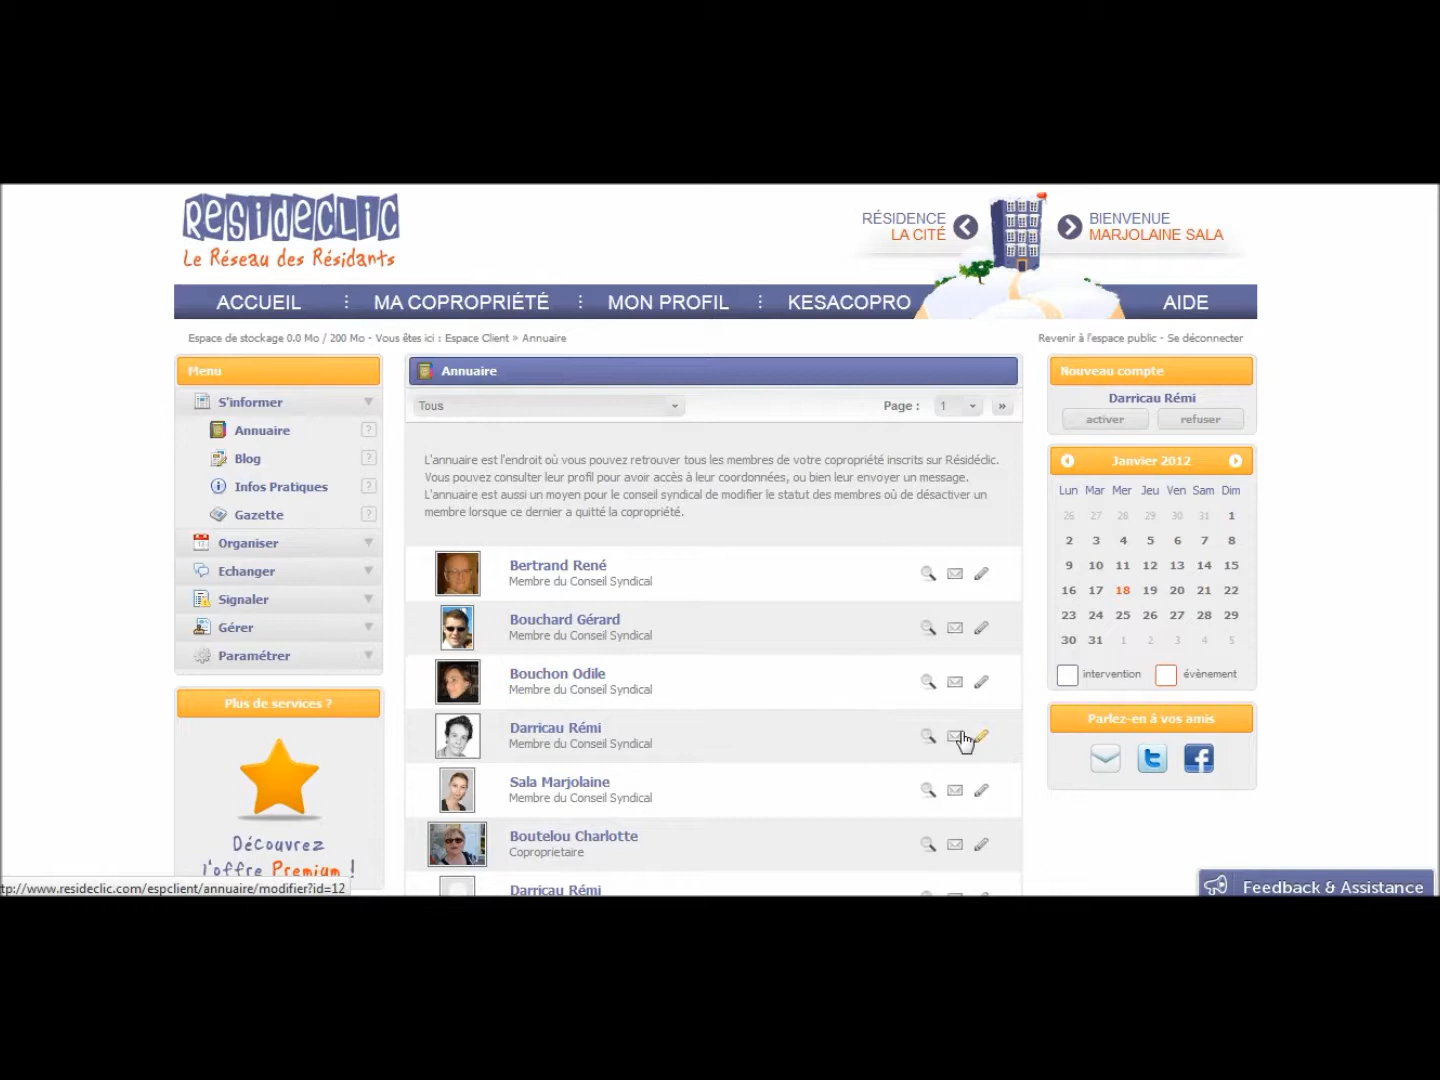 ResideClic
Le Réseau des Résidants
RÉSIDENCE
LA CITÉ
BIENVENUE
MARJOLAINE SALA
ACCUEIL
MA COPROPRIÉTÉ
MON PROFIL
KESACOPRO
AIDE
Espace de stockage 0.0 Mo / 200 Mo - Vous êtes ici : Espace Client » Annuaire
Revenir à l'espace public - Se déconnecter
Menu
S'informer
Annuaire ?
Blog ?
Infos Pratiques ?
Gazette ?
Organiser
Echanger
Signaler
Gérer
Paramétrer
Plus de services ?
Découvrez
l'offre Premium !
tp://www.resideclic.com/espclient/annuaire/modifier?id=12
Annuaire
Tous
Page : 1 »
L'annuaire est l'endroit où vous pouvez retrouver tous les membres de votre copropriété inscrits sur Résidéclic.
Vous pouvez consulter leur profil pour avoir accès à leur coordonnées, ou bien leur envoyer un message.
L'annuaire est aussi un moyen pour le conseil syndical de modifier le statut des membres où de désactiver un
membre lorsque ce dernier a quitté la copropriété.
Bertrand René
Membre du Conseil Syndical
Bouchard Gérard
Membre du Conseil Syndical
Bouchon Odile
Membre du Conseil Syndical
Darricau Rémi
Membre du Conseil Syndical
Sala Marjolaine
Membre du Conseil Syndical
Boutelou Charlotte
Coproprietaire
Darricau Rémi
Nouveau compte
Darricau Rémi
activer refuser
Janvier 2012
Lun Mar Mer Jeu Ven Sam Dim
26 27 28 29 30 31 1
2 3 4 5 6 7 8
9 10 11 12 13 14 15
16 17 18 19 20 21 22
23 24 25 26 27 28 29
30 31 1 2 3 4 5
intervention évènement
Parlez-en à vos amis
Feedback & Assistance